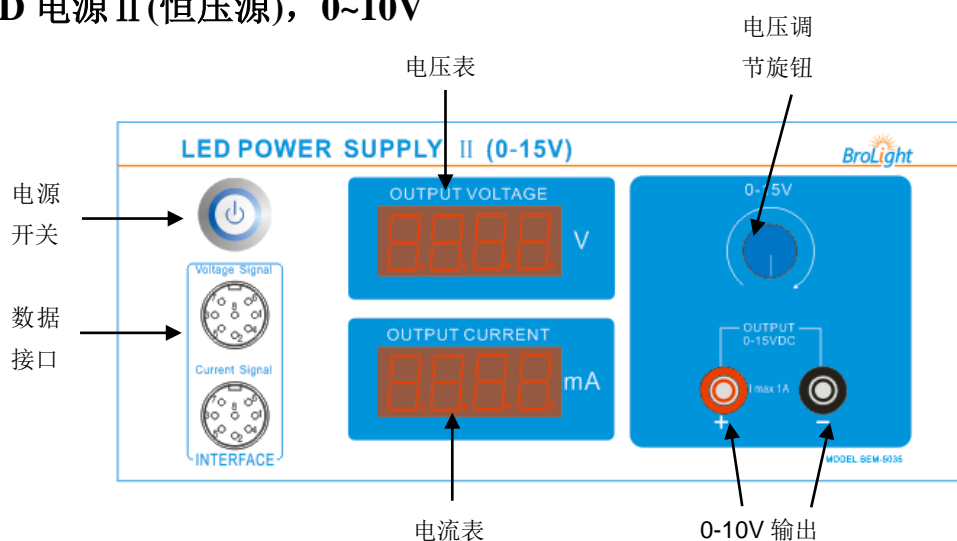 D 电源Ⅱ(恒压源)，0~10V
电压调
节旋钮
电压表
LED POWER SUPPLY Ⅱ (0-15V)
BroLight
电源
开关
OUTPUT VOLTAGE
V
0-15V
Voltage Signal
数据
接口
OUTPUT CURRENT
mA
OUTPUT
0-15VDC
Current Signal
I max 1A
+
−
INTERFACE
MODEL BEM-5035
电流表
0-10V 输出